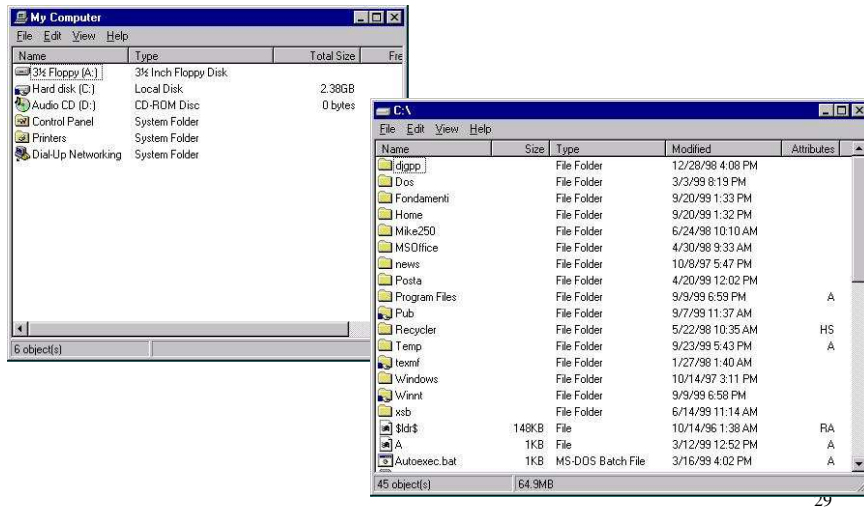 My Computer
File Edit View Help
Name Type Total Size Fre
3½ Floppy (A:) 3½ Inch Floppy Disk
Hard disk (C:) Local Disk 2.38GB
Audio CD (D:) CD-ROM Disc 0 bytes
Control Panel System Folder
Printers System Folder
Dial-Up Networking System Folder
6 object(s)
C:\
File Edit View Help
Name Size Type Modified Attributes
djgpp File Folder 12/28/98 4:08 PM
Dos File Folder 3/3/99 8:19 PM
Fondamenti File Folder 9/20/99 1:33 PM
Home File Folder 9/20/99 1:32 PM
Mike250 File Folder 6/24/98 10:10 AM
MSOffice File Folder 4/30/98 9:33 AM
news File Folder 10/8/97 5:47 PM
Posta File Folder 4/20/99 12:02 PM
Program Files File Folder 9/9/99 6:59 PM A
Pub File Folder 9/7/99 11:37 AM
Recycler File Folder 5/22/98 10:35 AM HS
Temp File Folder 9/23/99 5:43 PM A
texmf File Folder 1/27/98 1:40 AM
Windows File Folder 10/14/97 3:11 PM
Winnt File Folder 9/9/99 6:58 PM
xsb File Folder 6/14/99 11:14 AM
$ldr$ 148KB File 10/14/96 1:38 AM RA
A 1KB File 3/12/99 12:52 PM A
Autoexec.bat 1KB MS-DOS Batch File 3/16/99 4:02 PM A
45 object(s) 64.9MB
29